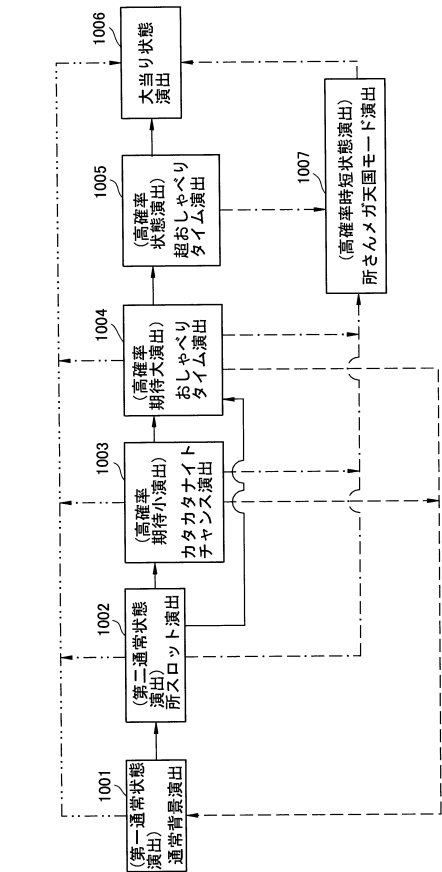 1001
(第一通常状態
演出)
通常背景演出
1002
(第二通常状態
演出)
所スロット演出
1003
(高確率
期待小演出)
カタカタナイト
チャンス演出
1004
(高確率
期待大演出)
おしゃべり
タイム演出
1005
(高確率
状態演出)
超おしゃべり
タイム演出
1006
大当り状態
演出
1007
(高確率時短状態演出)
所さんメガ天国モード演出